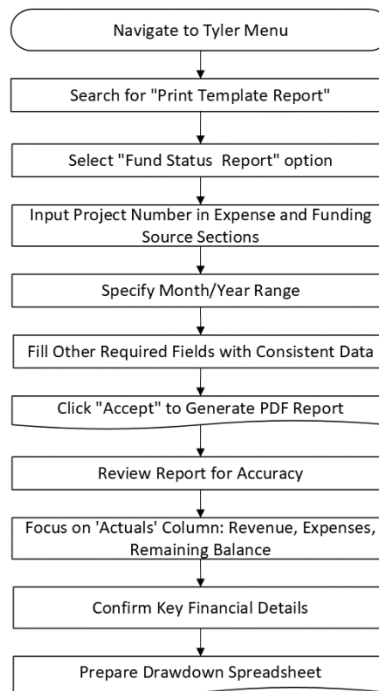 Navigate to Tyler Menu
Search for "Print Template Report"
Select "Fund Status Report" option
Input Project Number in Expense and Funding
Source Sections
Specify Month/Year Range
Fill Other Required Fields with Consistent Data
Click "Accept" to Generate PDF Report
Review Report for Accuracy
Focus on 'Actuals' Column: Revenue, Expenses,
Remaining Balance
Confirm Key Financial Details
Prepare Drawdown Spreadsheet